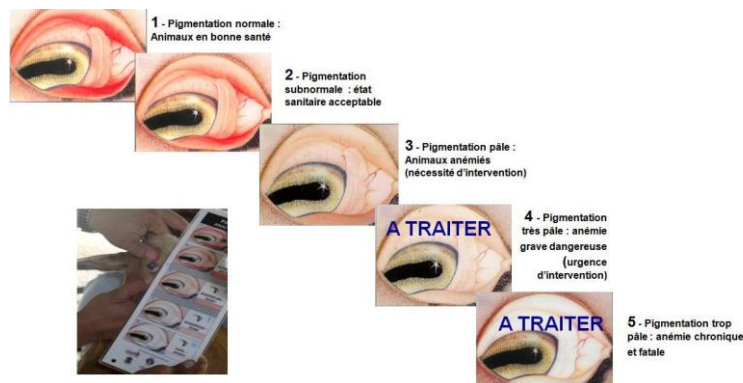 1 - Pigmentation normale :
Animaux en bonne santé
2 - Pigmentation
subnormale : état
sanitaire acceptable
3 - Pigmentation pâle :
Animaux anémiés
(nécessité d'intervention)
A TRAITER
4 - Pigmentation
très pâle : anémie
grave dangereuse
(urgence
d'intervention)
A TRAITER
5 - Pigmentation trop
pâle : anémie chronique
et fatale